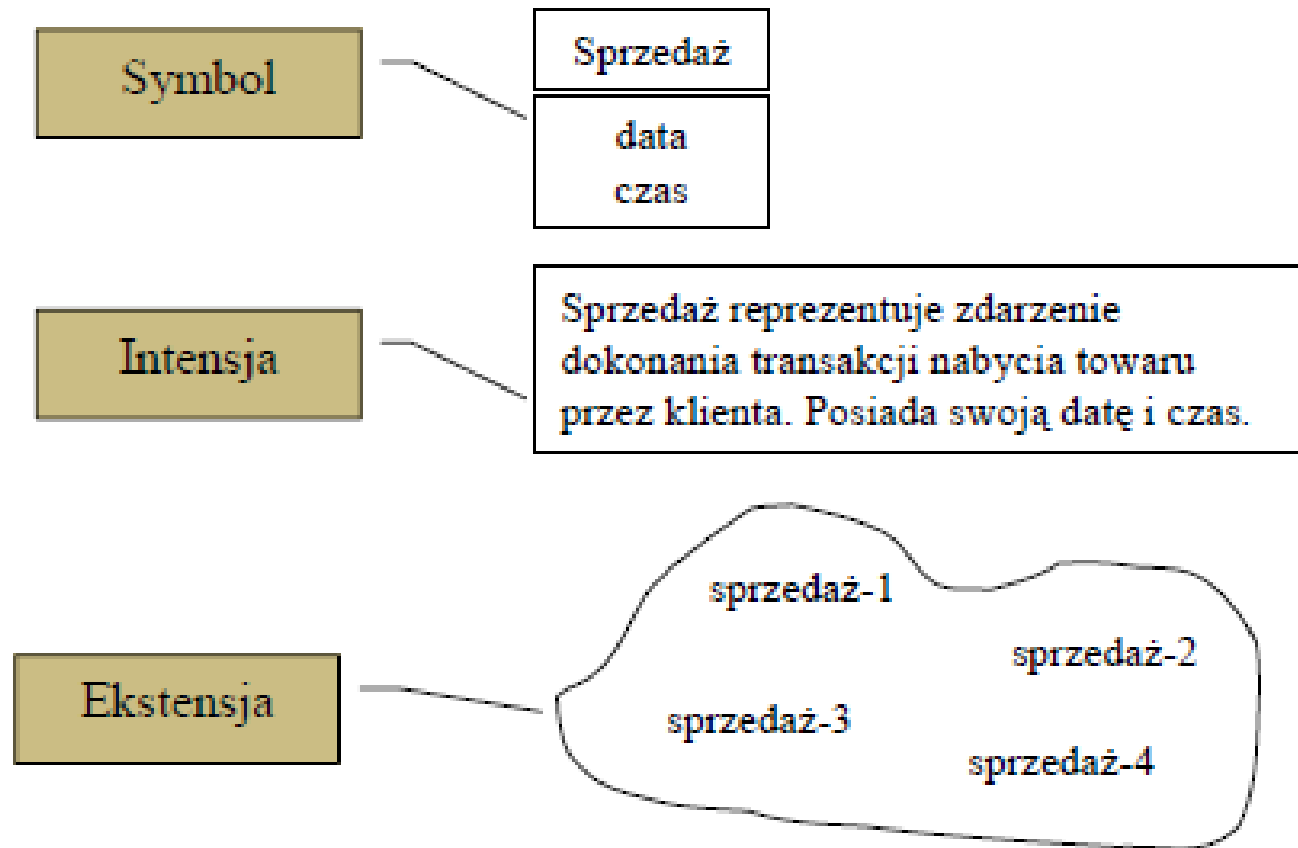 Symbol
Sprzedaż
data
czas
Intensja
Sprzedaż reprezentuje zdarzenie
dokonania transakcji nabycia towaru
przez klienta. Posiada swoją datę i czas.
Ekstensja
sprzedaż-1
sprzedaż-2
sprzedaż-3
sprzedaż-4